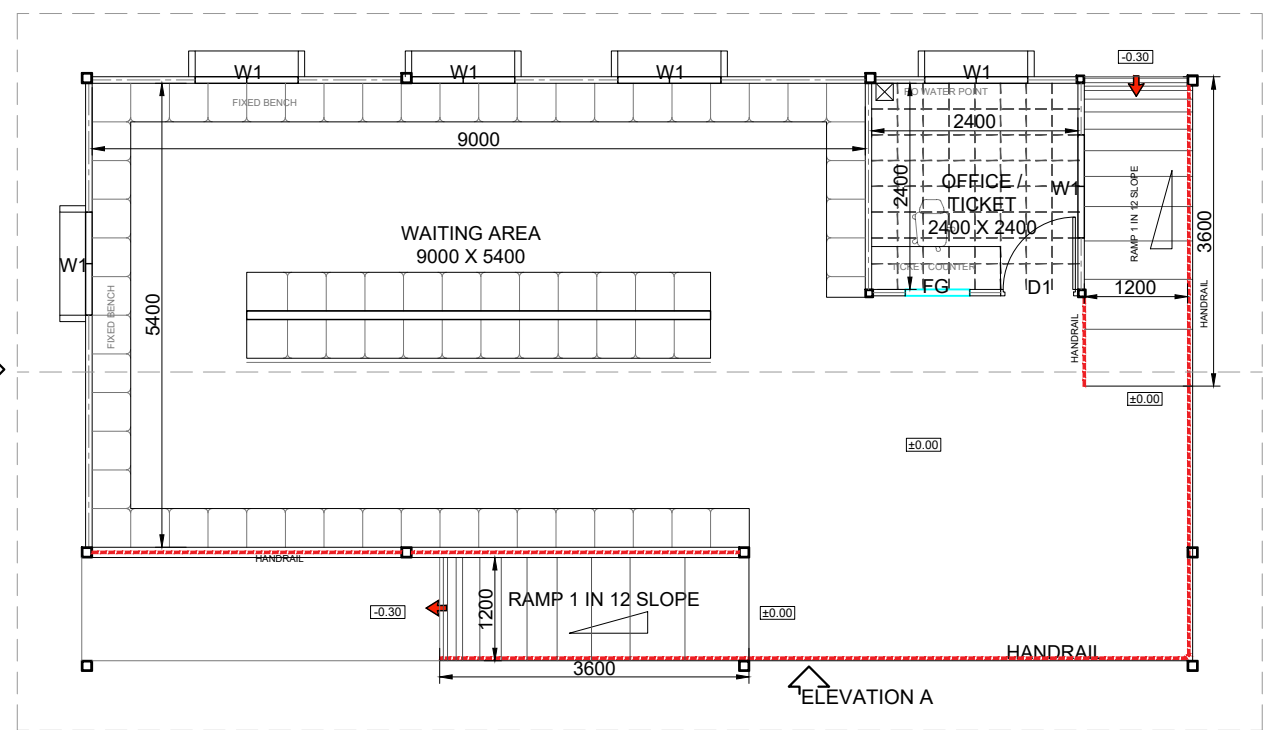 W1
W1
W1
W1
-0.30
FIXED BENCH
RO WATER POINT
9000
2400
2400
OFFICE /
TICKET
2400 X 2400
W1
RAMP 1 IN 12 SLOPE
3600
WAITING AREA
9000 X 5400
W1
TICKET COUNTER
FG
D1
1200
HANDRAIL
HANDRAIL
FIXED BENCH
5400
±0.00
±0.00
HANDRAIL
-0.30
1200
RAMP 1 IN 12 SLOPE
±0.00
3600
HANDRAIL
ELEVATION A